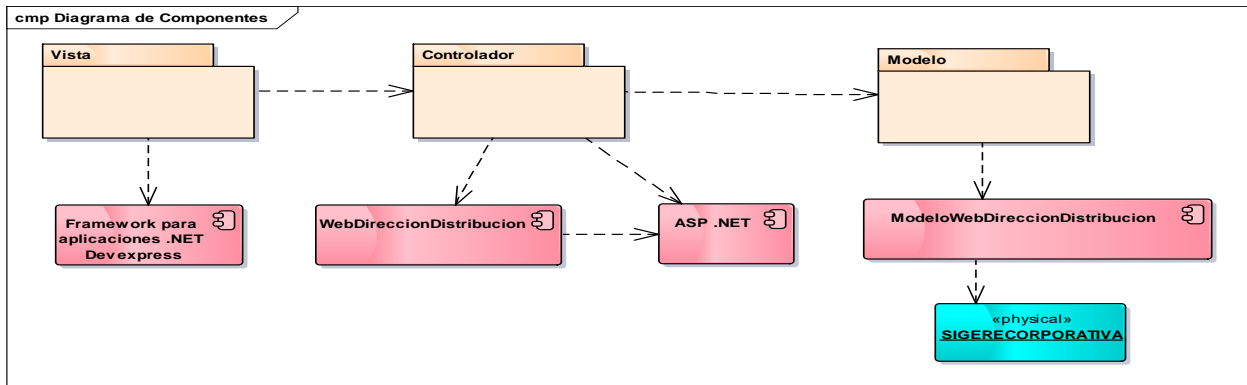 cmp Diagrama de Componentes
Vista
Controlador
Modelo
Framework para
aplicaciones .NET
Devexpress
WebDireccionDistribucion
ASP .NET
ModeloWebDireccionDistribucion
«physical»
SIGERECORPORATIVA